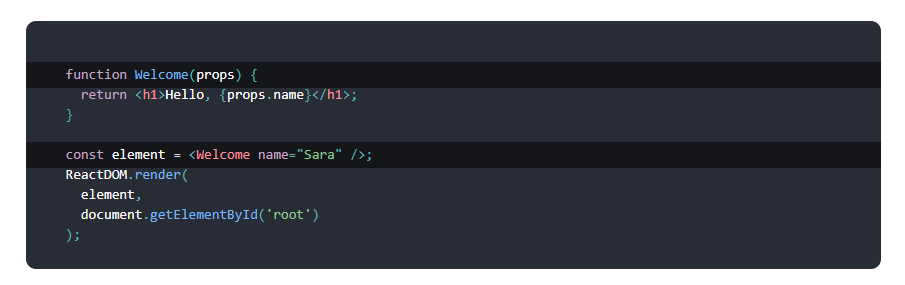 function Welcome(props) {
  return <h1>Hello, {props.name}</h1>;
}
const element = <Welcome name="Sara" />;
ReactDOM.render(
  element,
  document.getElementById('root')
);